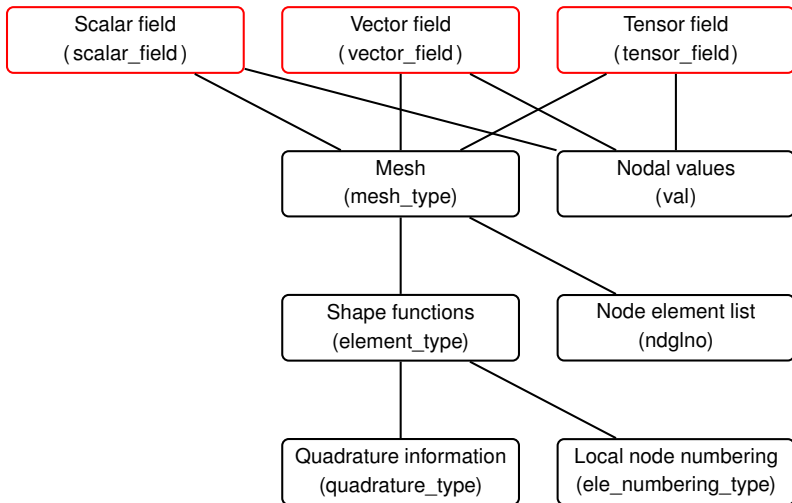 Scalar field
(scalar_field)
Vector field
(vector_field)
Tensor field
(tensor_field)
Mesh
(mesh_type)
Nodal values
(val)
Shape functions
(element_type)
Node element list
(ndglno)
Quadrature information
(quadrature_type)
Local node numbering
(ele_numbering_type)